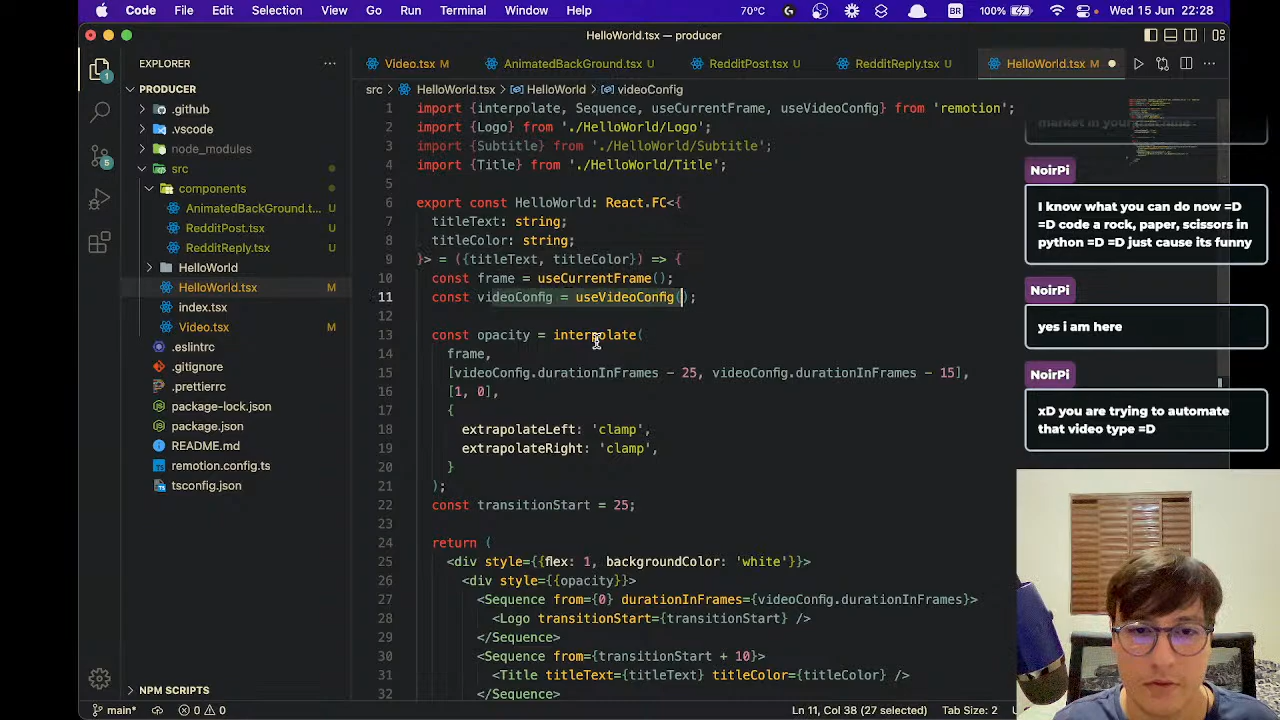 Code File Edit Selection View Go Run Terminal Window Help 70°C BR 100% Wed 15 Jun 22:28
HelloWorld.tsx — producer
EXPLORER
Video.tsx M
AnimatedBackGround.tsx U
RedditPost.tsx U
RedditReply.tsx U
HelloWorld.tsx M
PRODUCER
.github
.vscode
node_modules
src
components
AnimatedBackGround.t... U
RedditPost.tsx U
RedditReply.tsx U
HelloWorld
HelloWorld.tsx M
index.tsx
Video.tsx M
.eslintrc
.gitignore
.prettierrc
package-lock.json
package.json
README.md
remotion.config.ts
tsconfig.json
NPM SCRIPTS
src > HelloWorld.tsx > HelloWorld > videoConfig
1 import {interpolate, Sequence, useCurrentFrame, useVideoConfig} from 'remotion';
2 import {Logo} from './HelloWorld/Logo';
3 import {Subtitle} from './HelloWorld/Subtitle';
4 import {Title} from './HelloWorld/Title';
5
6 export const HelloWorld: React.FC<{
7 titleText: string;
8 titleColor: string;
9 }> = ({titleText, titleColor}) => {
10 const frame = useCurrentFrame();
11 const videoConfig = useVideoConfig();
12
13 const opacity = interpolate(
14 frame,
15 [videoConfig.durationInFrames - 25, videoConfig.durationInFrames - 15],
16 [1, 0],
17 {
18 extrapolateLeft: 'clamp',
19 extrapolateRight: 'clamp',
20 }
21 );
22 const transitionStart = 25;
23
24 return (
25 <div style={{flex: 1, backgroundColor: 'white'}}>
26 <div style={{opacity}}>
27 <Sequence from={0} durationInFrames={videoConfig.durationInFrames}>
28 <Logo transitionStart={transitionStart} />
29 </Sequence>
30 <Sequence from={transitionStart + 10}>
31 <Title titleText={titleText} titleColor={titleColor} />
32 </Sequence>
market in your machine
NoirPi
I know what you can do now =D
=D code a rock, paper, scissors in
python =D =D just cause its funny
NoirPi
yes i am here
NoirPi
xD you are trying to automate
that video type =D
main* 0 0 Ln 11, Col 38 (27 selected) Tab Size: 2